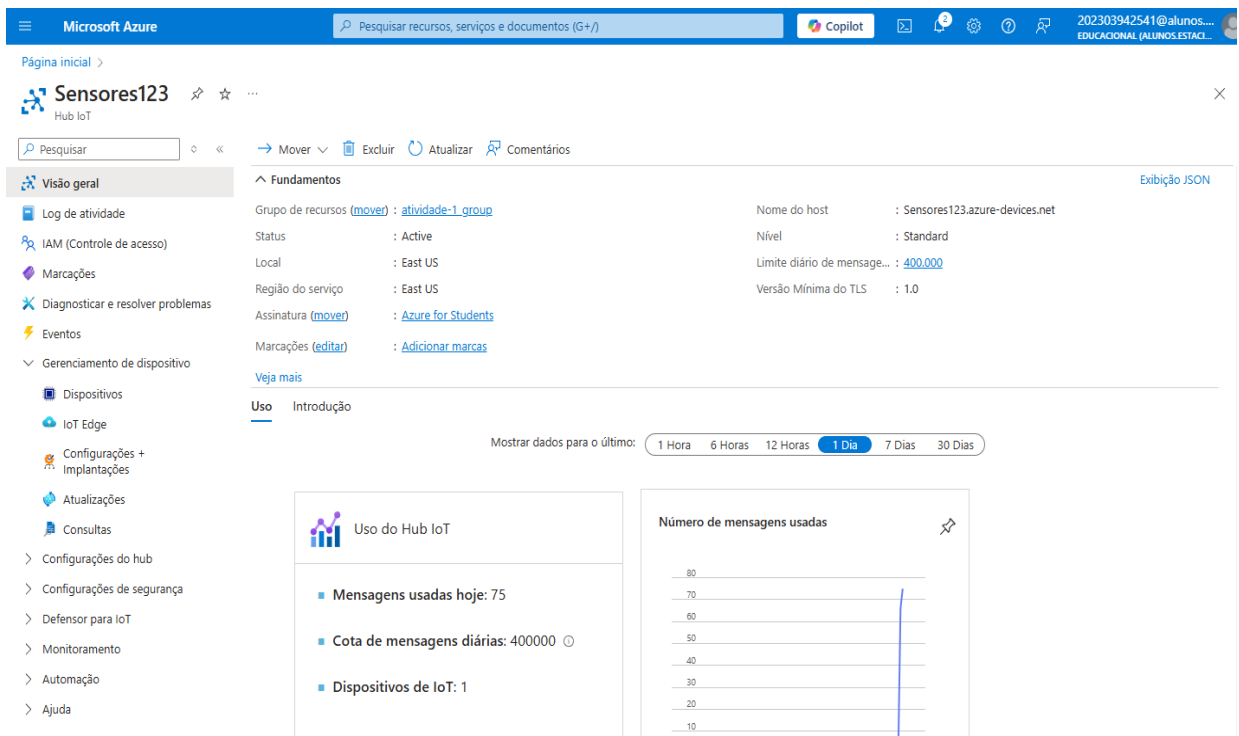 Microsoft Azure
Pesquisar recursos, serviços e documentos (G+/)
Copilot
2
202303942541@alunos....
EDUCACIONAL (ALUNOS.ESTACI...
Página inicial >
Sensores123
Hub IoT
Pesquisar
Mover
Excluir
Atualizar
Comentários
Visão geral
Log de atividade
IAM (Controle de acesso)
Marcações
Diagnosticar e resolver problemas
Eventos
Gerenciamento de dispositivo
Dispositivos
IoT Edge
Configurações +
Implantações
Atualizações
Consultas
Configurações do hub
Configurações de segurança
Defensor para IoT
Monitoramento
Automação
Ajuda
Fundamentos
Exibição JSON
Grupo de recursos (mover) : atividade-1_group
Status : Active
Local : East US
Região do serviço : East US
Assinatura (mover) : Azure for Students
Marcações (editar) : Adicionar marcas
Veja mais
Nome do host : Sensores123.azure-devices.net
Nível : Standard
Limite diário de mensage... : 400.000
Versão Mínima do TLS : 1.0
Uso Introdução
Mostrar dados para o último: 1 Hora 6 Horas 12 Horas 1 Dia 7 Dias 30 Dias
Uso do Hub IoT
Mensagens usadas hoje: 75
Cota de mensagens diárias: 400000
Dispositivos de IoT: 1
Número de mensagens usadas
80
70
60
50
40
30
20
10